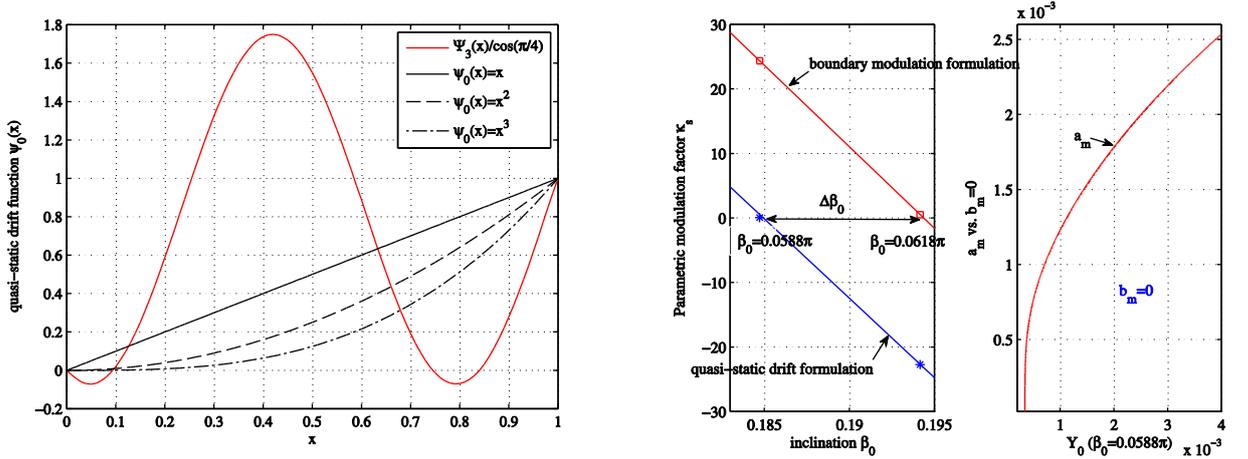 quasi-static drift function ψ₀(x)
1.8
1.6
1.4
1.2
1
0.8
0.6
0.4
0.2
0
-0.2
0 0.1 0.2 0.3 0.4 0.5 0.6 0.7 0.8 0.9 1
x
Ψ₃(x)/cos(π/4)
ψ₀(x)=x
ψ₀(x)=x²
ψ₀(x)=x³
Parametric modulation factor κₛ
30
20
10
0
-10
-20
-30
0.185 0.19 0.195
inclination β₀
boundary modulation formulation
Δβ₀
β₀=0.0588π
β₀=0.0618π
quasi-static drift formulation
x 10⁻³
aₘ vs. bₘ=0
2.5
2
1.5
1
0.5
aₘ
bₘ=0
1 2 3 4
Y₀ (β₀=0.0588π) x 10⁻³